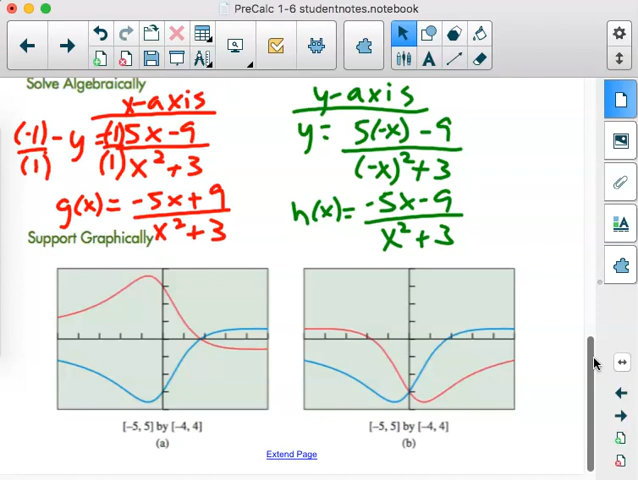 PreCalc 1-6 studentnotes.notebook
Solve Algebraically
x-axis
(-1)/(1) - y = (-1)5x - 9/(1) x² + 3
g(x) = -5x + 9/x² + 3
y-axis
y = 5(-x) - 9/(-x)² + 3
h(x) = -5x - 9/x² + 3
Support Graphically
[–5, 5] by [–4, 4]
(a)
[–5, 5] by [–4, 4]
(b)
Extend Page